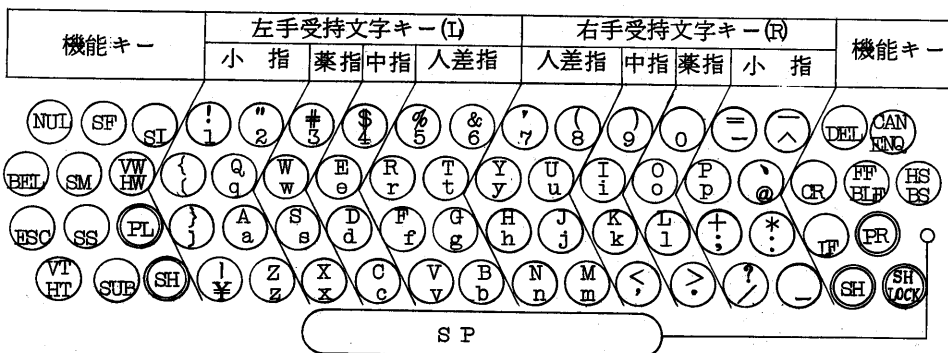 機能キー 左手受持文字キー(L) 右手受持文字キー(R) 機能キー
小指 薬指 中指 人差指 人差指 中指 薬指 小指
NUL SF SI ! 1 " 2 # 3 $ 4 % 5 & 6 ' 7 ( 8 ) 9 0 = - ‾ ^ DEL CAN ENQ
BEL SM VW HW { [ Q q W w E e R r T t Y y U u I i O o P p ` @ CR FF BLF HS BS
ESC SS PL } ] A a S s D d F f G g H h J j K k L l + ; * : LF PR
VT HT SUB SH | ¥ Z z X x C c V v B b N n M m < , > . ? / _ SH SH LOCK
SP